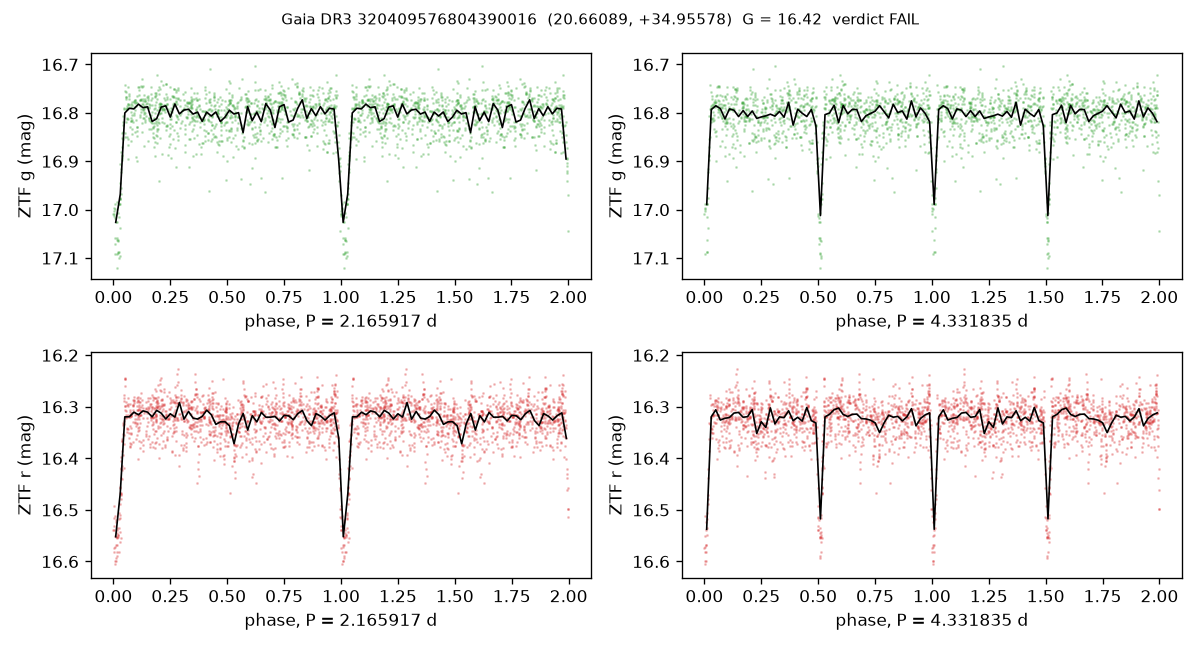 Gaia DR3 320409576804390016 (20.66089, +34.95578) G = 16.42 verdict FAIL
ZTF g (mag)
16.7
16.8
16.9
17.0
17.1
0.00 0.25 0.50 0.75 1.00 1.25 1.50 1.75 2.00
phase, P = 2.165917 d
ZTF g (mag)
16.7
16.8
16.9
17.0
17.1
0.00 0.25 0.50 0.75 1.00 1.25 1.50 1.75 2.00
phase, P = 4.331835 d
ZTF r (mag)
16.2
16.3
16.4
16.5
16.6
0.00 0.25 0.50 0.75 1.00 1.25 1.50 1.75 2.00
phase, P = 2.165917 d
ZTF r (mag)
16.2
16.3
16.4
16.5
16.6
0.00 0.25 0.50 0.75 1.00 1.25 1.50 1.75 2.00
phase, P = 4.331835 d